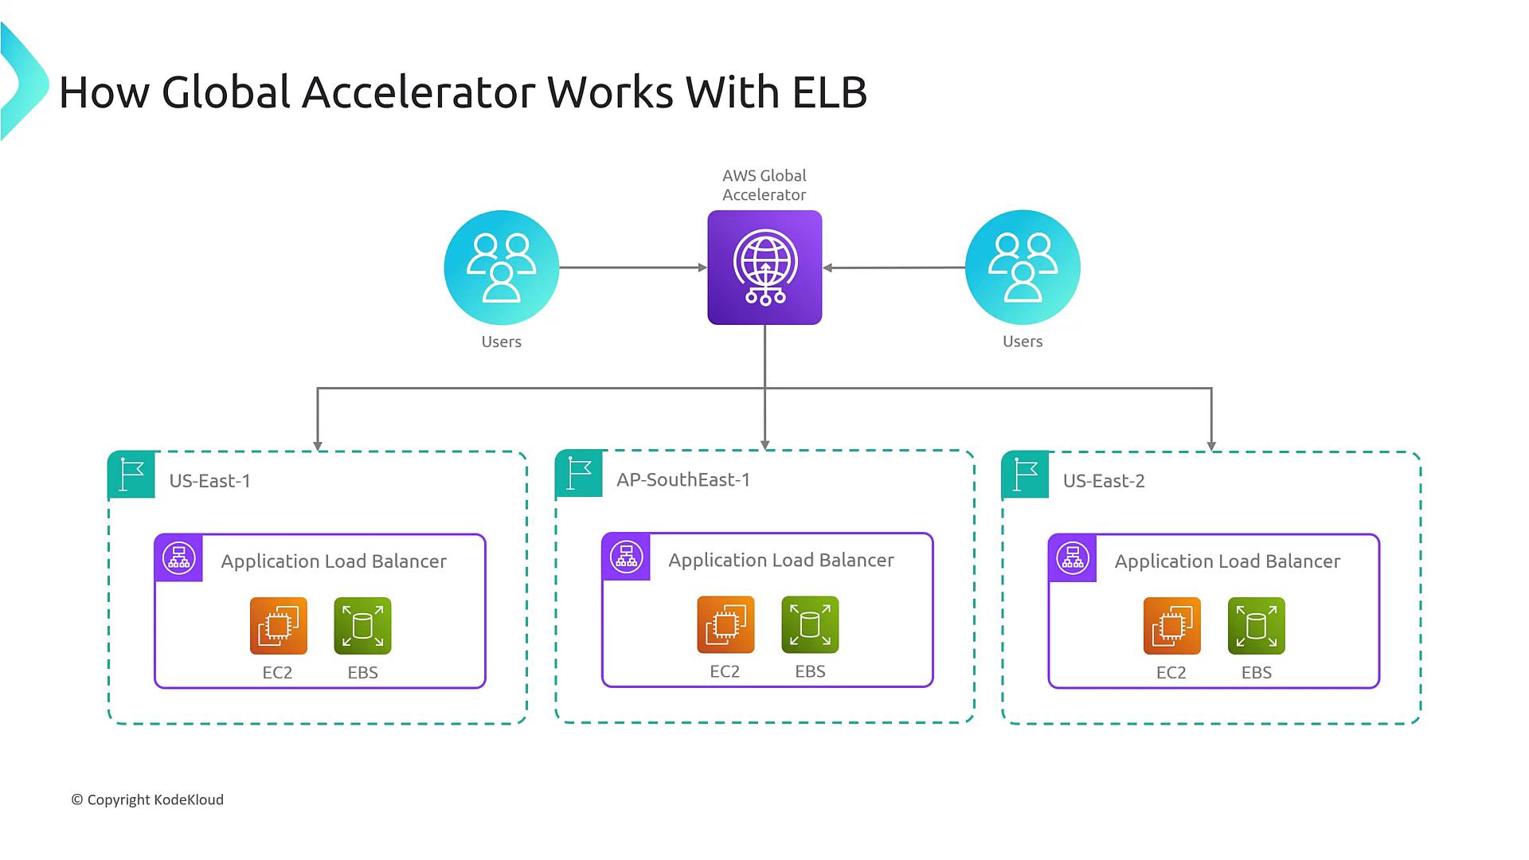 How Global Accelerator Works With ELB
AWS Global
Accelerator
Users
Users
US-East-1
AP-SouthEast-1
US-East-2
Application Load Balancer
Application Load Balancer
Application Load Balancer
EC2
EBS
EC2
EBS
EC2
EBS
© Copyright KodeKloud